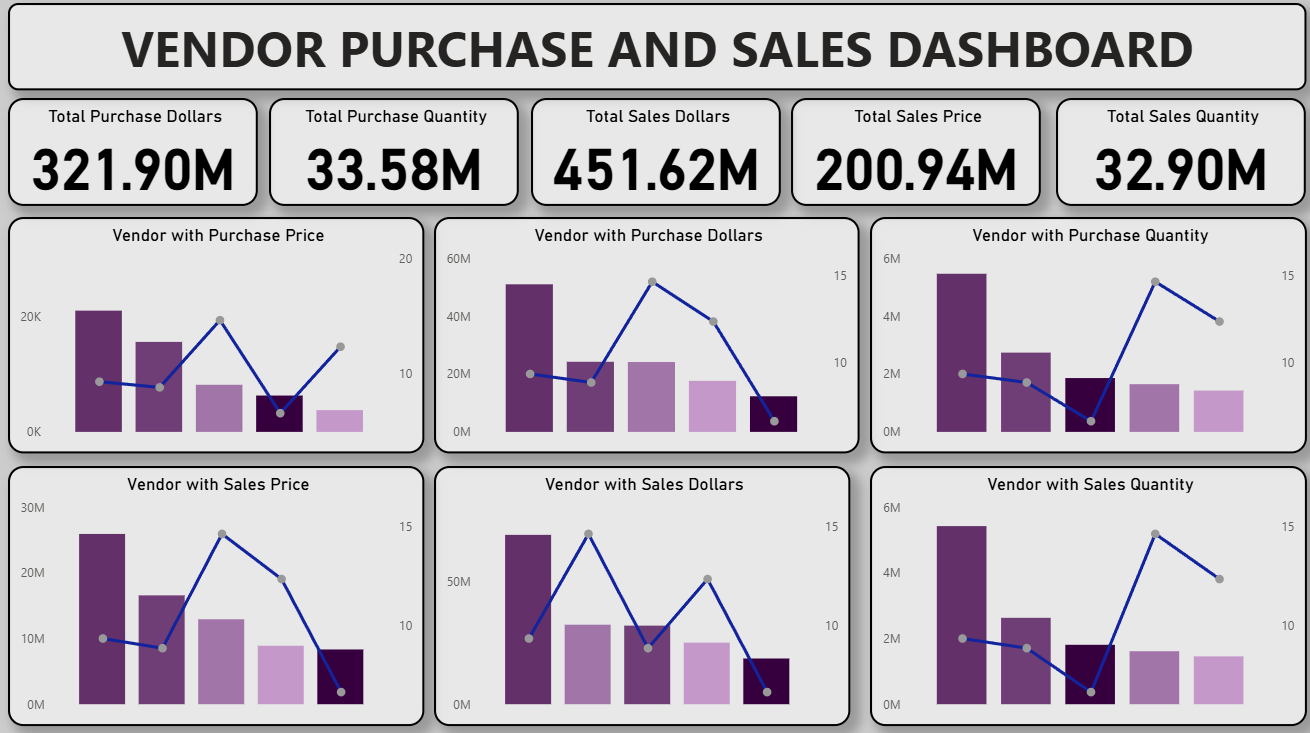 VENDOR PURCHASE AND SALES DASHBOARD
Total Purchase Dollars
321.90M
Total Purchase Quantity
33.58M
Total Sales Dollars
451.62M
Total Sales Price
200.94M
Total Sales Quantity
32.90M
Vendor with Purchase Price
20
20K
10
0K
Vendor with Purchase Dollars
60M
15
40M
10
20M
0M
Vendor with Purchase Quantity
6M
15
4M
10
2M
0M
Vendor with Sales Price
30M
15
20M
10
10M
0M
Vendor with Sales Dollars
15
50M
10
0M
Vendor with Sales Quantity
6M
15
4M
10
2M
0M